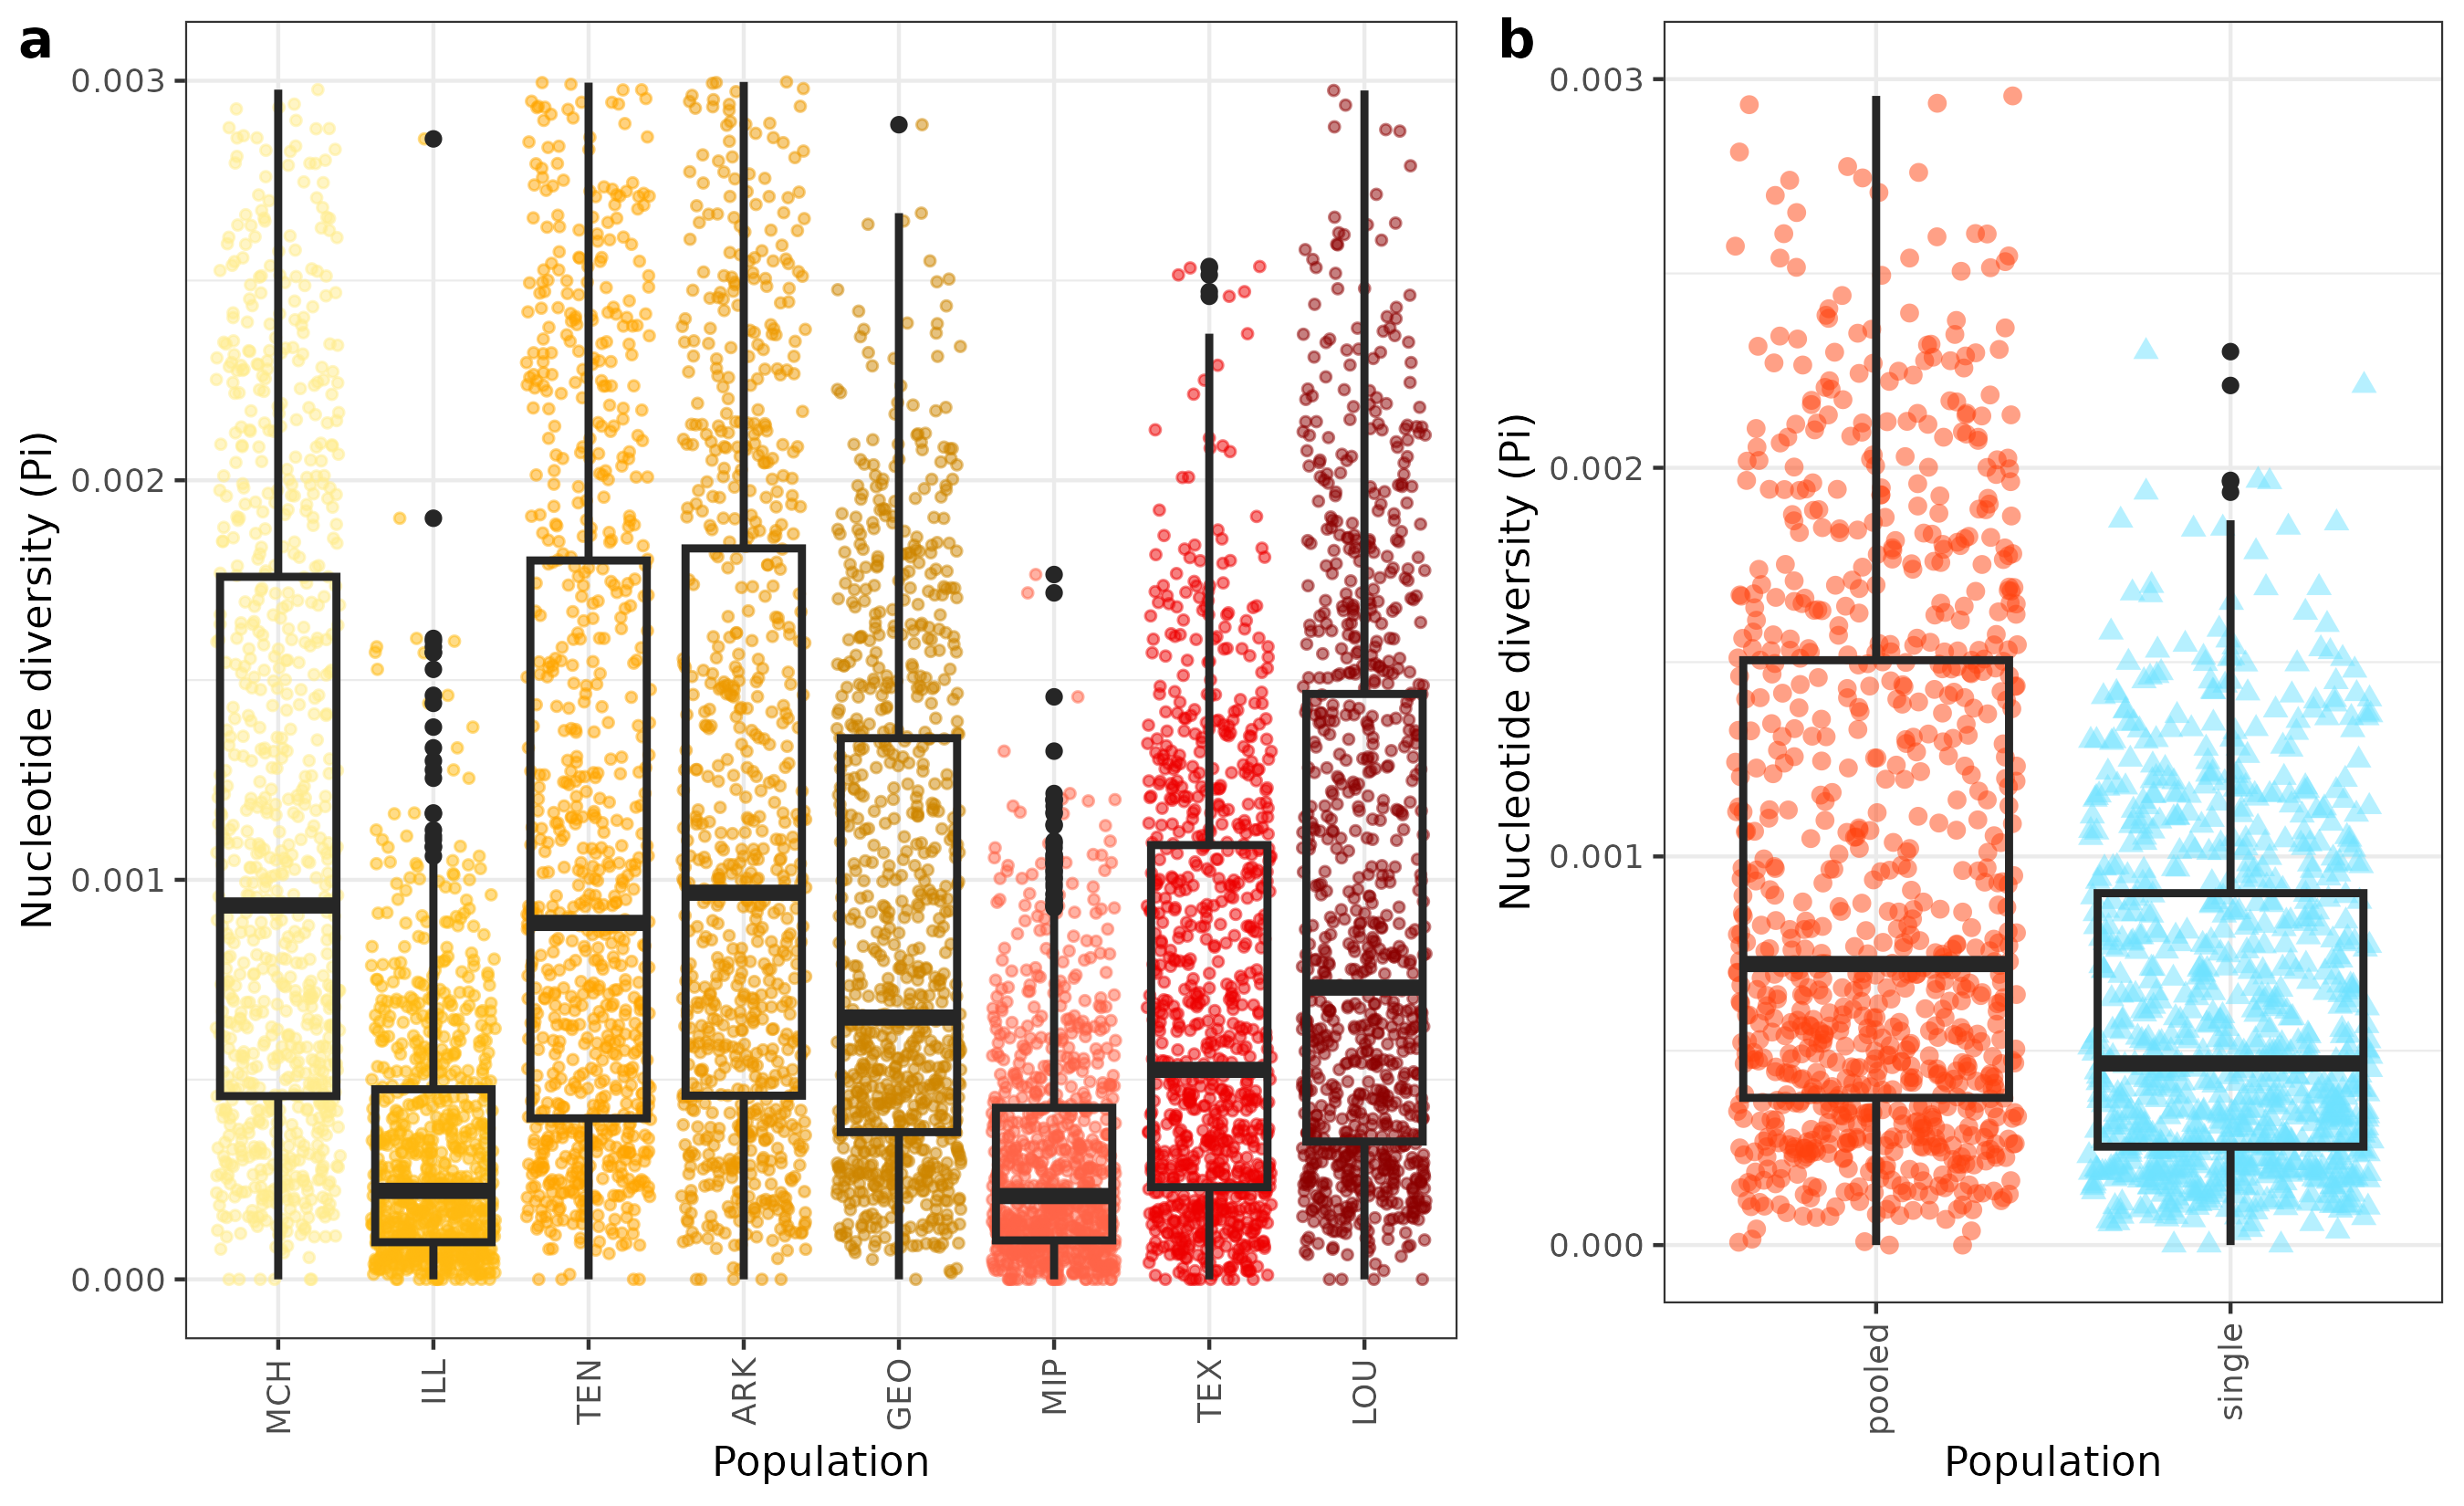 a
Nucleotide diversity (Pi)
0.003
0.002
0.001
0.000
MCH
ILL
TEN
ARK
GEO
MIP
TEX
LOU
Population
b
Nucleotide diversity (Pi)
0.003
0.002
0.001
0.000
pooled
single
Population